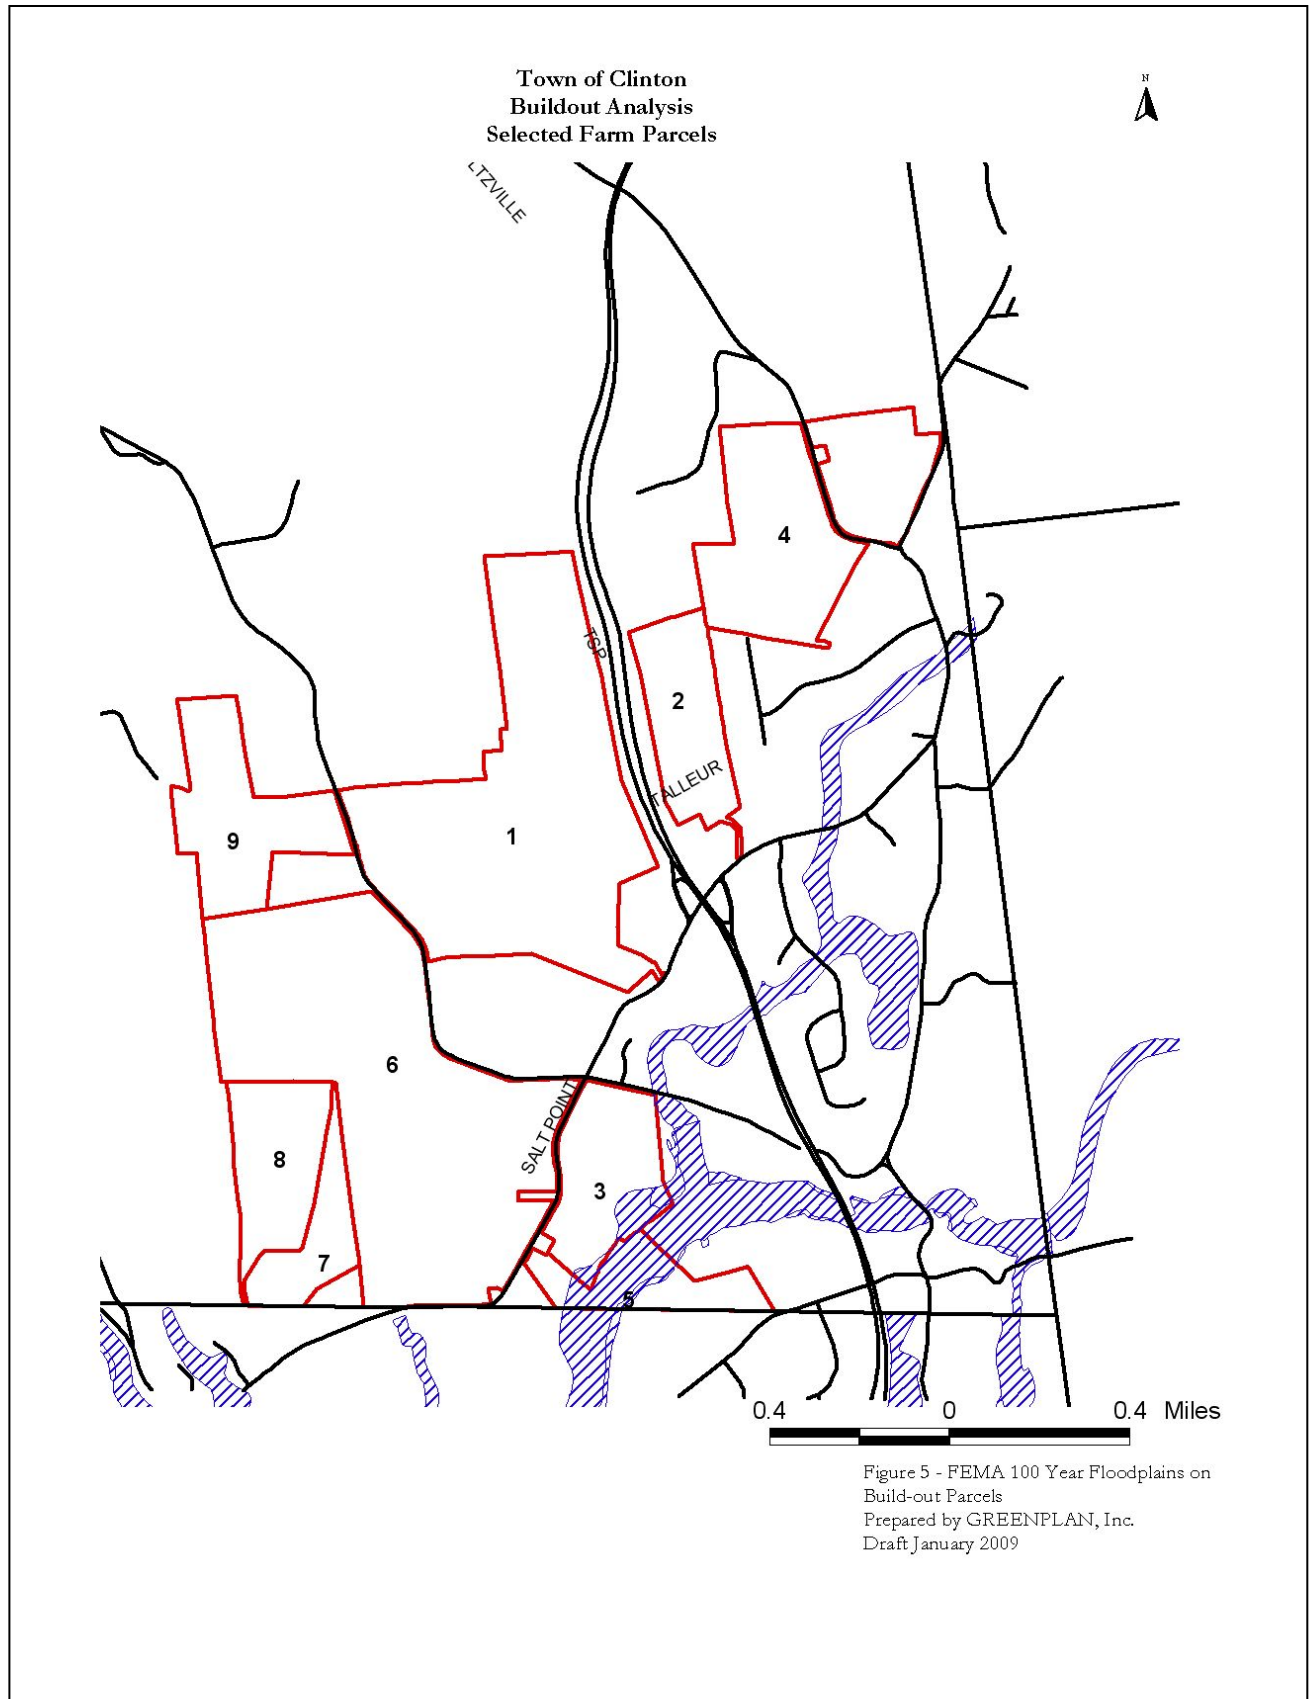 Town of Clinton
Buildout Analysis
Selected Farm Parcels
N
LTZVILLE
4
TSP
2
TALLEUR
1
9
6
8
SALT POINT
3
7
5
0.4 0 0.4 Miles
Figure 5 - FEMA 100 Year Floodplains on
Build-out Parcels
Prepared by GREENPLAN, Inc.
Draft January 2009